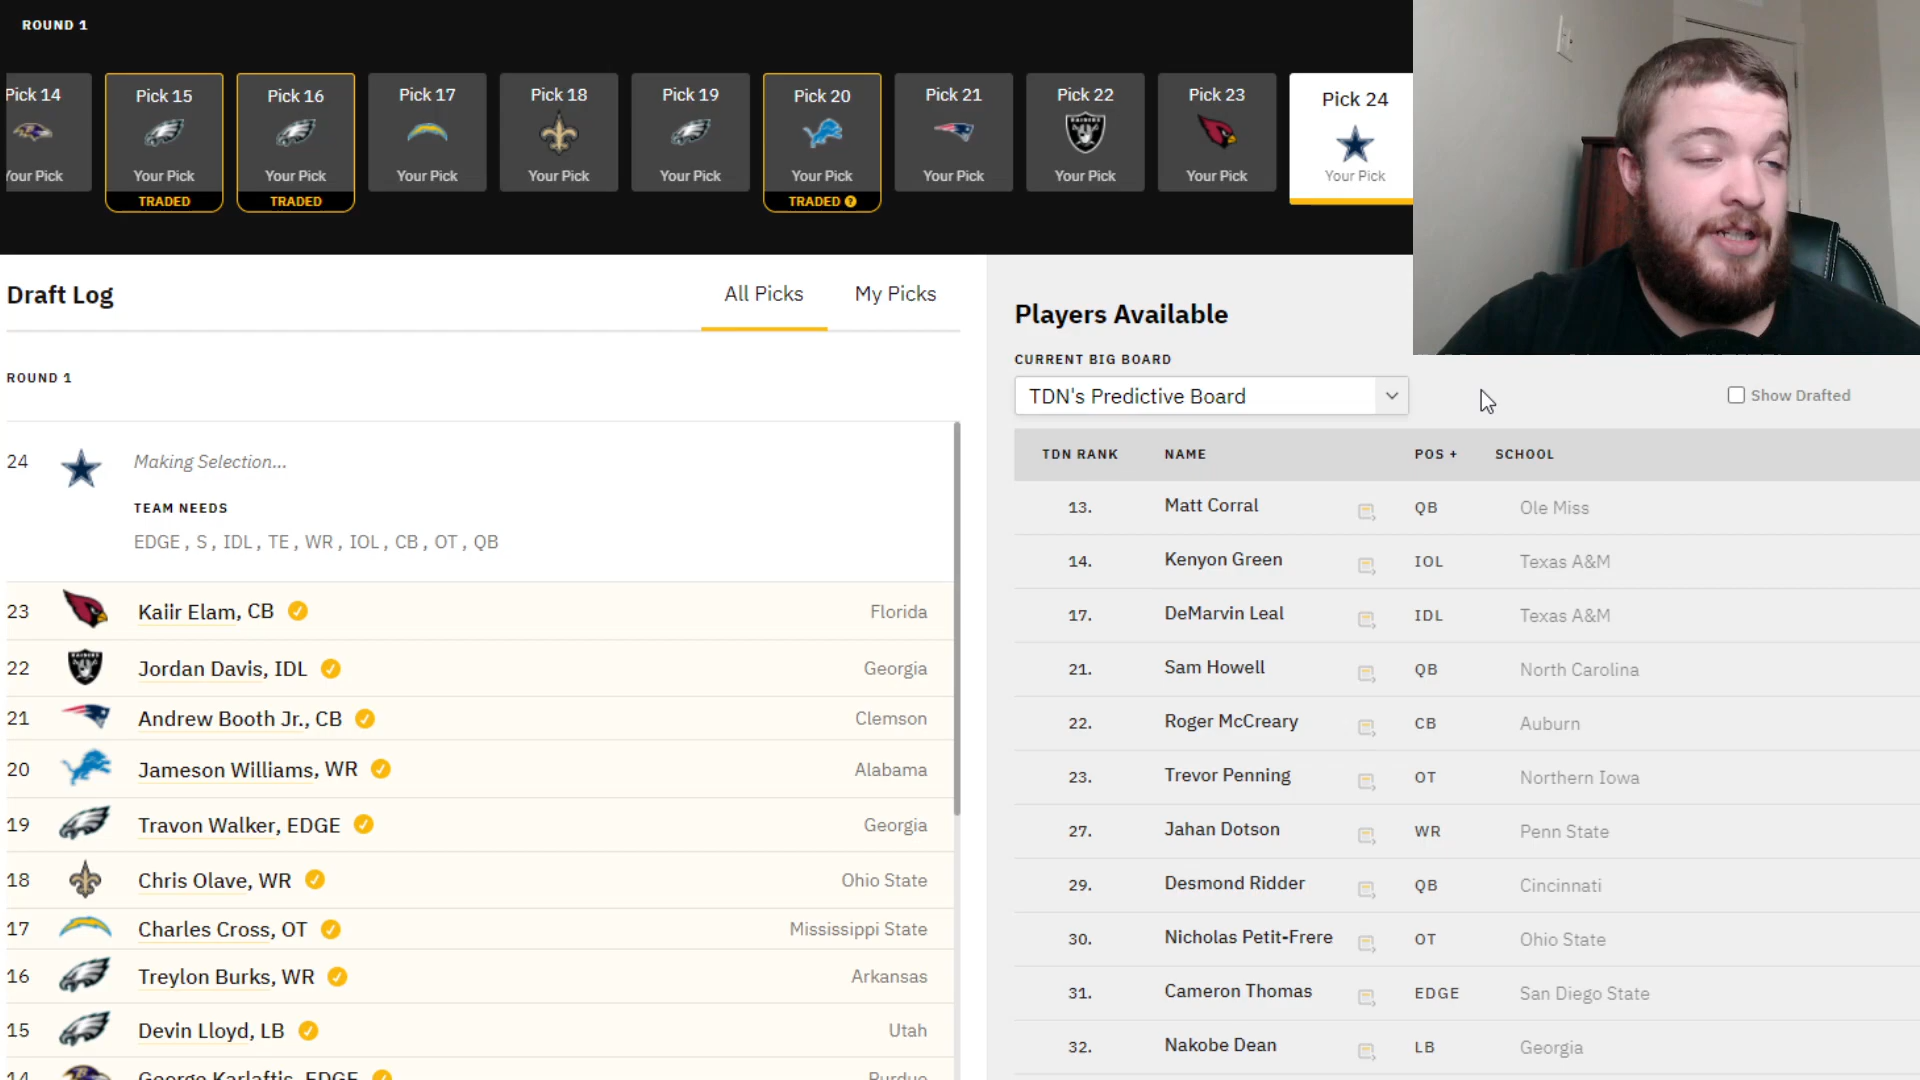 ROUND 1
Pick 14
Your Pick
Pick 15
Your Pick
TRADED
Pick 16
Your Pick
TRADED
Pick 17
Your Pick
Pick 18
Your Pick
Pick 19
Your Pick
Pick 20
Your Pick
TRADED
Pick 21
Your Pick
Pick 22
Your Pick
Pick 23
Your Pick
Pick 24
Your Pick
Draft Log
All Picks
My Picks
ROUND 1
24 Making Selection...
TEAM NEEDS
EDGE , S , IDL , TE , WR , IOL , CB , OT , QB
23 Kaiir Elam, CB Florida
22 RAIDERS Jordan Davis, IDL Georgia
21 Andrew Booth Jr., CB Clemson
20 Jameson Williams, WR Alabama
19 Travon Walker, EDGE Georgia
18 Chris Olave, WR Ohio State
17 Charles Cross, OT Mississippi State
16 Treylon Burks, WR Arkansas
15 Devin Lloyd, LB Utah
14 George Karlaftis, EDGE Purdue
Players Available
CURRENT BIG BOARD
TDN's Predictive Board
Show Drafted
TDN RANK NAME POS + SCHOOL
13. Matt Corral QB Ole Miss
14. Kenyon Green IOL Texas A&M
17. DeMarvin Leal IDL Texas A&M
21. Sam Howell QB North Carolina
22. Roger McCreary CB Auburn
23. Trevor Penning OT Northern Iowa
27. Jahan Dotson WR Penn State
29. Desmond Ridder QB Cincinnati
30. Nicholas Petit-Frere OT Ohio State
31. Cameron Thomas EDGE San Diego State
32. Nakobe Dean LB Georgia